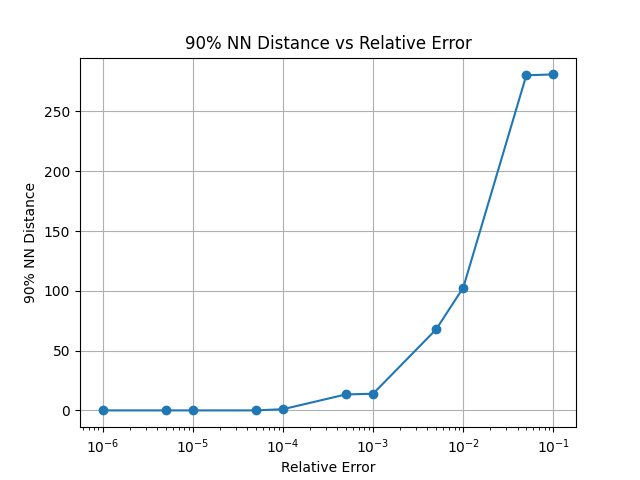 90% NN Distance vs Relative Error
250
200
150
100
50
0
90% NN Distance
10⁻⁶ 10⁻⁵ 10⁻⁴ 10⁻³ 10⁻² 10⁻¹
Relative Error